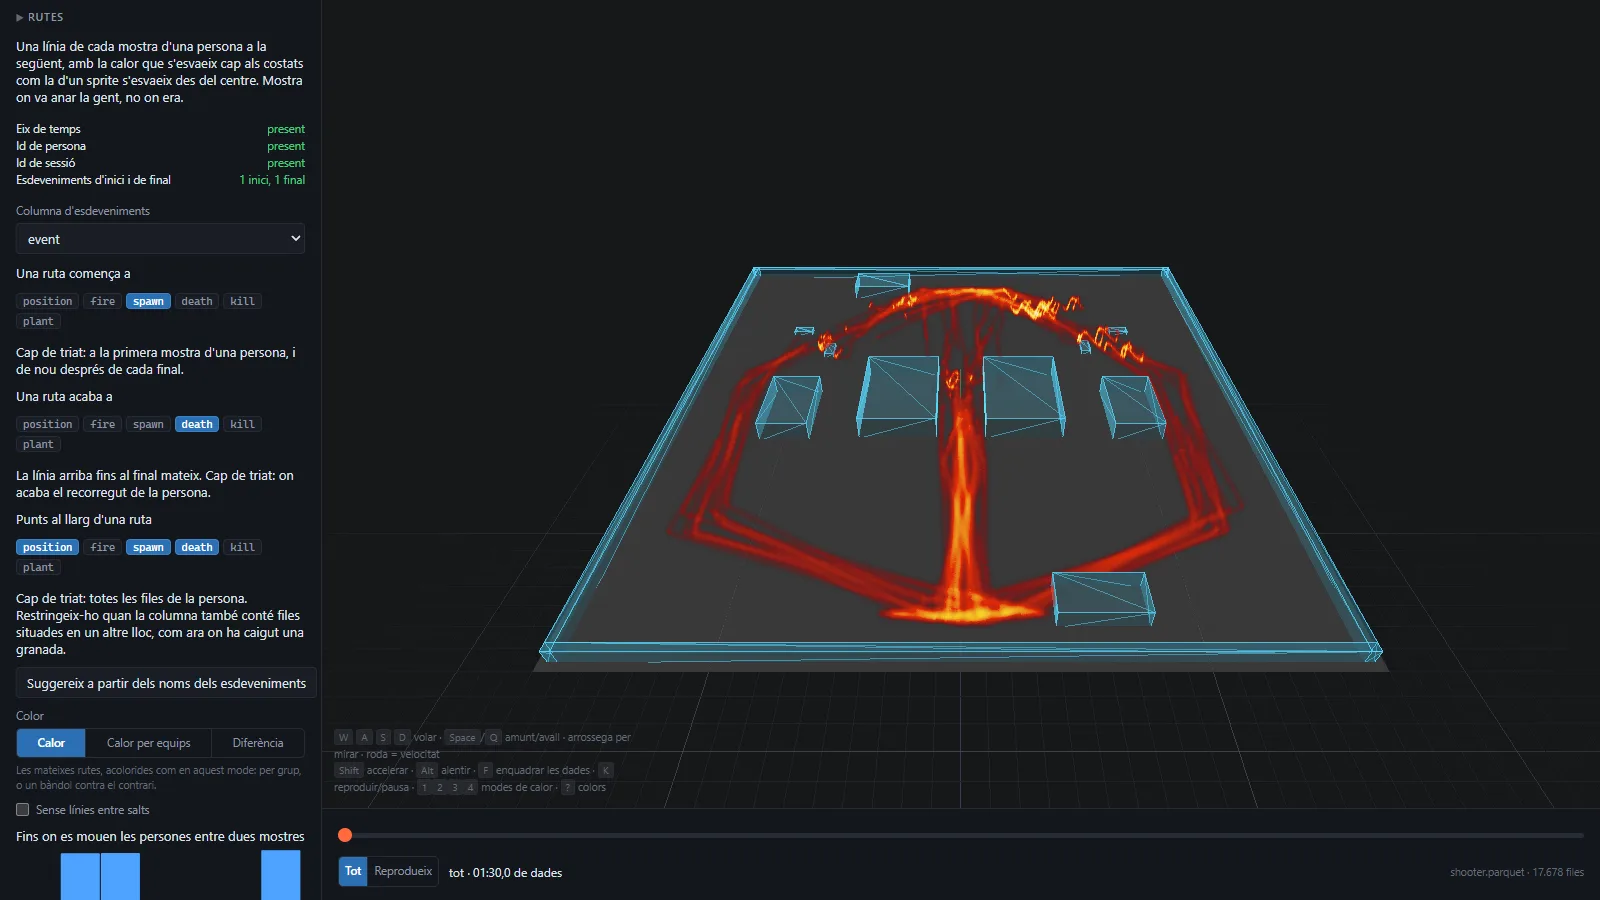 ▶ RUTES
Una línia de cada mostra d'una persona a la
següent, amb la calor que s'esvaeix cap als costats
com la d'un sprite s'esvaeix des del centre. Mostra
on va anar la gent, no on era.
Eix de temps present
Id de persona present
Id de sessió present
Esdeveniments d'inici i de final 1 inici, 1 final
Columna d'esdeveniments
event
Una ruta comença a
position fire spawn death kill
plant
Cap de triat: a la primera mostra d'una persona, i
de nou després de cada final.
Una ruta acaba a
position fire spawn death kill
plant
La línia arriba fins al final mateix. Cap de triat: on
acaba el recorregut de la persona.
Punts al llarg d'una ruta
position fire spawn death kill
plant
Cap de triat: totes les files de la persona.
Restringeix-ho quan la columna també conté files
situades en un altre lloc, com ara on ha caigut una
granada.
Suggereix a partir dels noms dels esdeveniments
Color
Calor Calor per equips Diferència
Les mateixes rutes, acolorides com en aquest mode: per grup,
o un bàndol contra el contrari.
Sense línies entre salts
Fins on es mouen les persones entre dues mostres
W A S D volar · Space / Q amunt/avall · arrossega per
mirar · roda = velocitat
Shift accelerar · Alt alentir · F enquadrar les dades · K
reproduir/pausa · 1 2 3 4 modes de calor · ? colors
Tot Reprodueix tot · 01:30,0 de dades
shooter.parquet · 17.678 files